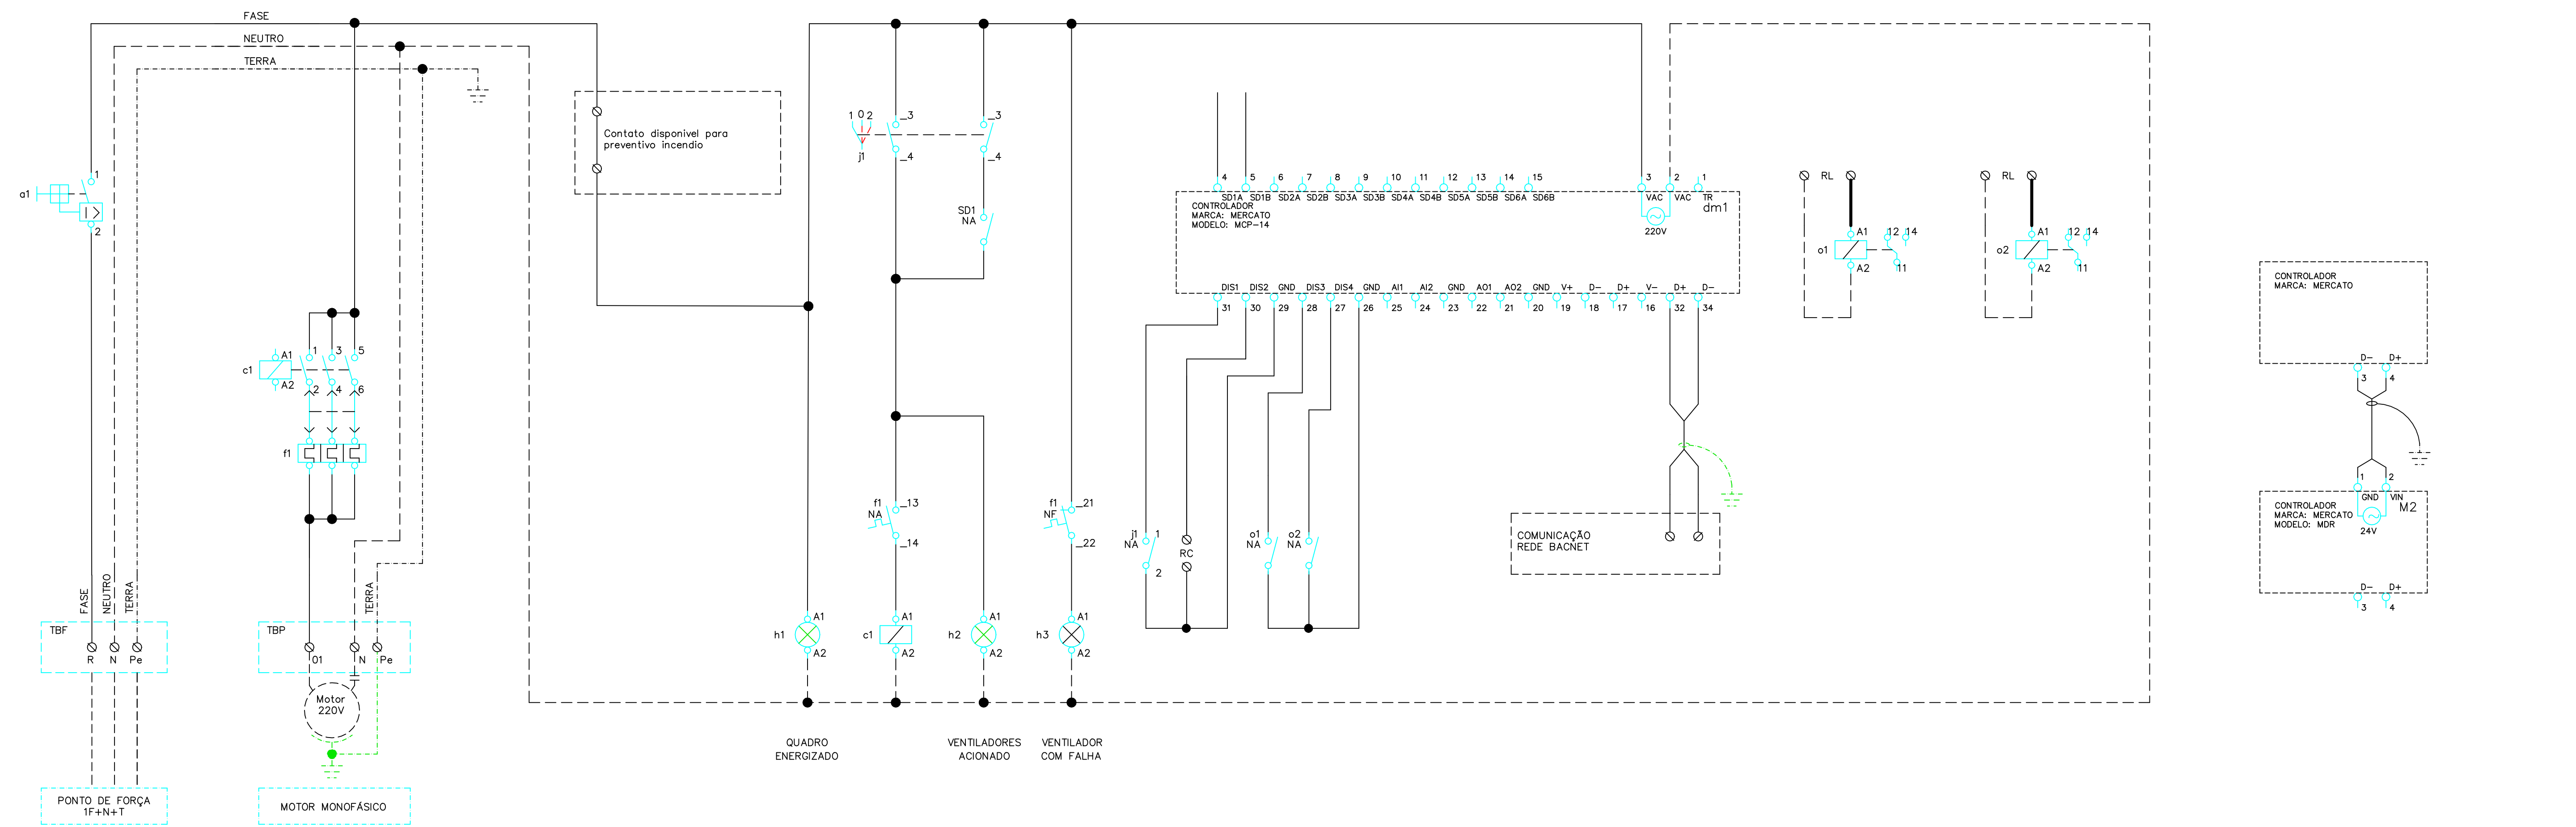 FASE
NEUTRO
TERRA
a1
1
2
FASE
NEUTRO
TERRA
TBF
R
N
Pe
PONTO DE FORÇA
1F+N+T
c1
A1
A2
1
3
5
2
4
6
f1
TERRA
TBP
01
N
Pe
Motor
220V
MOTOR MONOFÁSICO
Contato disponivel para
preventivo incendio
1 0 2
j1
_3
_4
_3
_4
SD1
NA
f1
NA
_13
_14
f1
NF
_21
_22
h1
A1
A2
c1
A1
A2
h2
A1
A2
h3
A1
A2
QUADRO
ENERGIZADO
VENTILADORES
ACIONADO
VENTILADOR
COM FALHA
4 5 6 7 8 9 10 11 12 13 14 15 3 2 1
SD1A SD1B SD2A SD2B SD3A SD3B SD4A SD4B SD5A SD5B SD6A SD6B VAC VAC TR
CONTROLADOR
MARCA: MERCATO
MODELO: MCP-14
dm1
220V
DIS1 DIS2 GND DIS3 DIS4 GND AI1 AI2 GND AO1 AO2 GND V+ D- D+ V- D+ D-
31 30 29 28 27 26 25 24 23 22 21 20 19 18 17 16 32 34
j1
NA
1
2
RC
o1
NA
o2
NA
COMUNICAÇÃO
REDE BACNET
RL
o1
A1
A2
12 14
11
RL
o2
A1
A2
12 14
11
CONTROLADOR
MARCA: MERCATO
D- D+
3 4
1 2
GND VIN
CONTROLADOR
MARCA: MERCATO
MODELO: MDR
M2
24V
D- D+
3 4